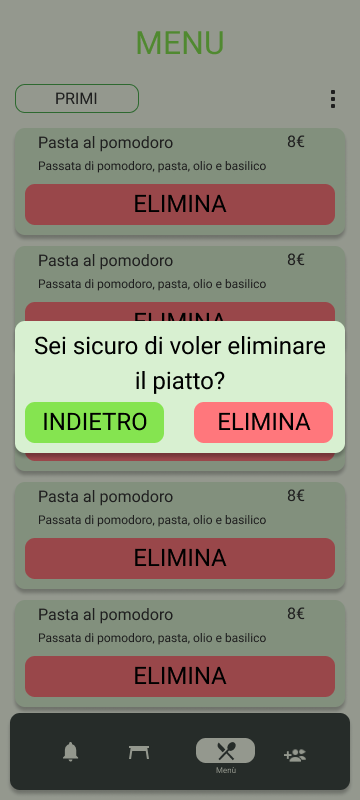 MENU
PRIMI
Pasta al pomodoro 8€
Passata di pomodoro, pasta, olio e basilico
ELIMINA
Pasta al pomodoro 8€
Passata di pomodoro, pasta, olio e basilico
ELIMINA
Sei sicuro di voler eliminare
il piatto?
INDIETRO ELIMINA
Pasta al pomodoro 8€
Passata di pomodoro, pasta, olio e basilico
ELIMINA
Pasta al pomodoro 8€
Passata di pomodoro, pasta, olio e basilico
ELIMINA
Menù